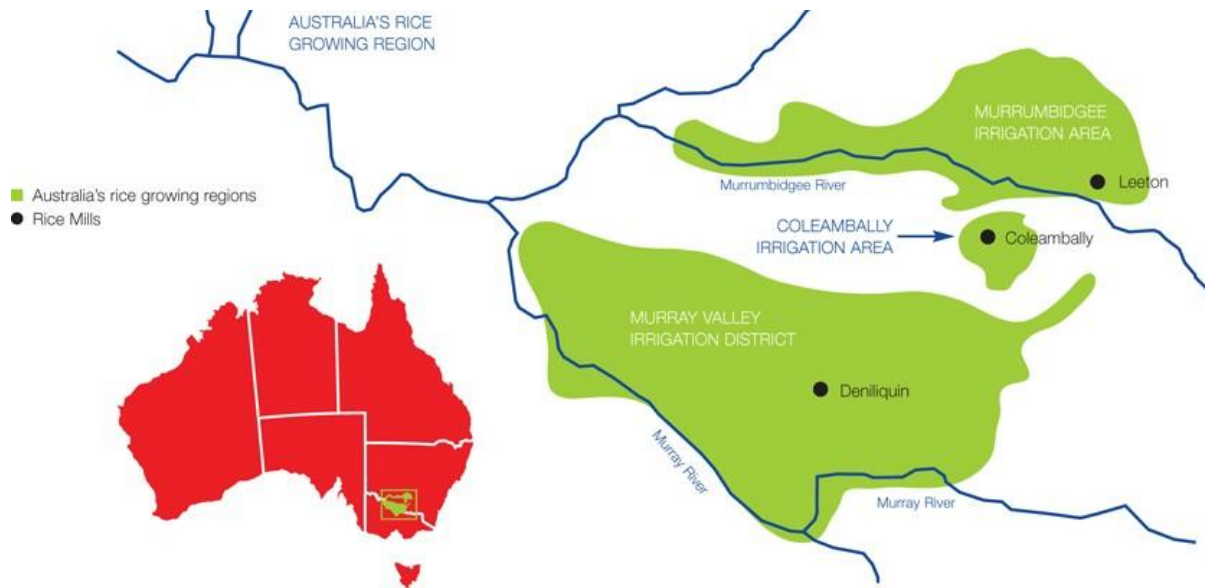 AUSTRALIA'S RICE
GROWING REGION
MURRUMBIDGEE
IRRIGATION AREA
Murrumbidgee River
Leeton
Australia's rice growing regions
Rice Mills
COLEAMBALLY
IRRIGATION AREA
Coleambally
MURRAY VALLEY
IRRIGATION DISTRICT
Deniliquin
Murray River
Murray River